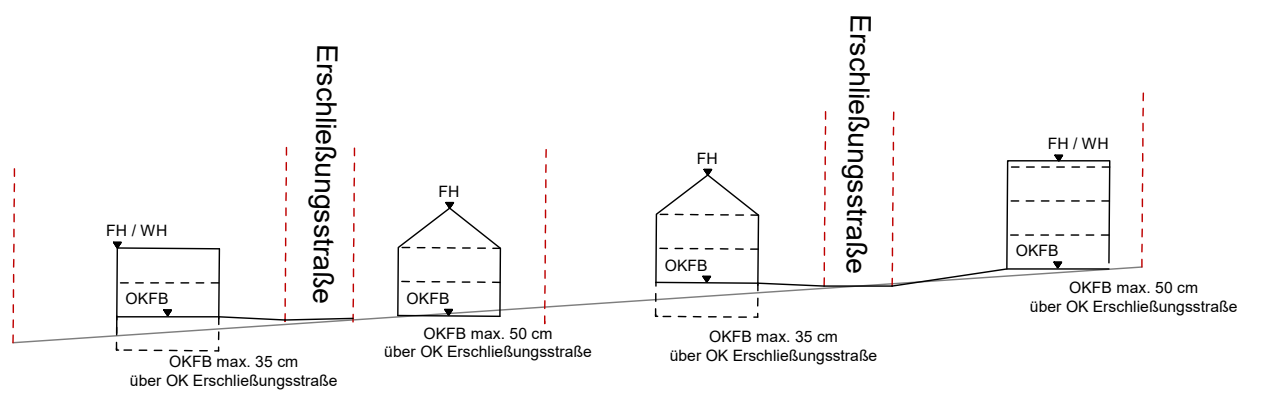 FH / WH
OKFB
OKFB max. 35 cm
über OK Erschließungsstraße
Erschließungsstraße
FH
OKFB
OKFB max. 50 cm
über OK Erschließungsstraße
FH
OKFB
OKFB max. 35 cm
über OK Erschließungsstraße
Erschließungsstraße
FH / WH
OKFB
OKFB max. 50 cm
über OK Erschließungsstraße